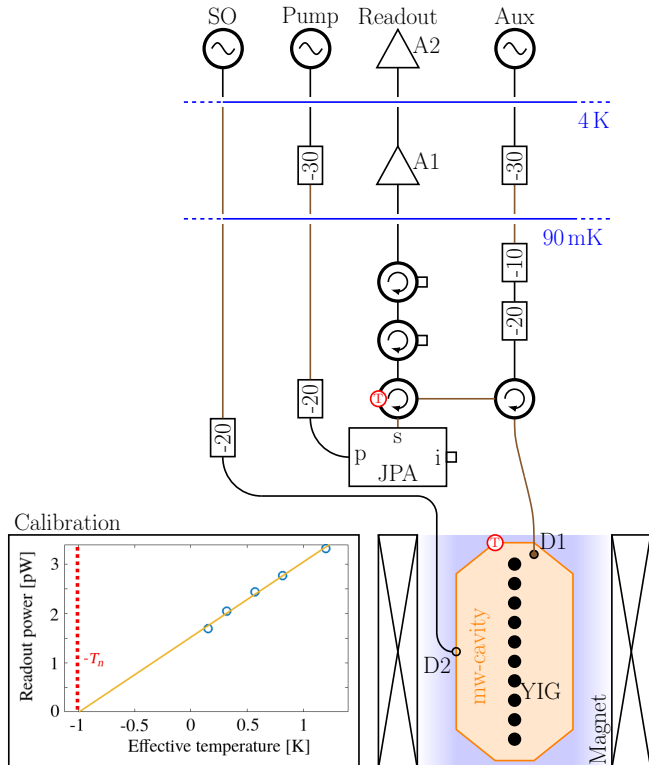 SO Pump Readout Aux
A2
4 K
-30 A1 -30
90 mK
-10
-20
T
-20
-20
s
p i
JPA
Calibration
T D1
3
2
1
0
Readout power [pW]
-Tn
-1 -0.5 0 0.5 1
Effective temperature [K]
mw-cavity
D2
YIG
Magnet